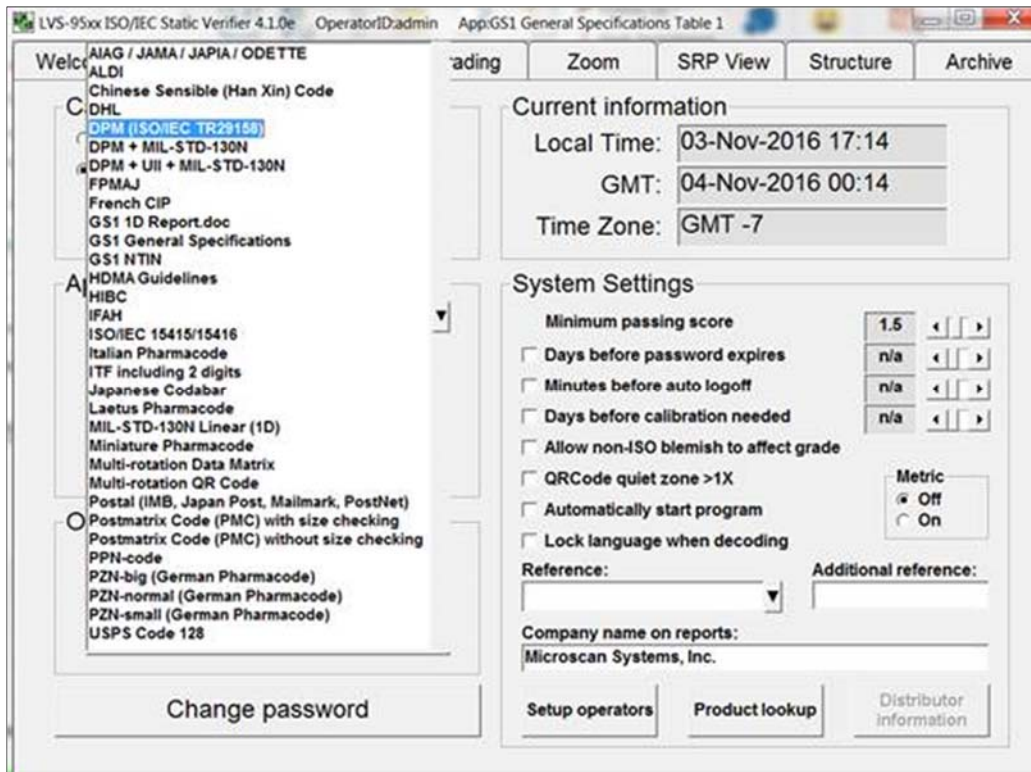 LVS-95xx ISO/IEC Static Verifier 4.1.0e OperatorID:admin App:GS1 General Specifications Table 1
Zoom
SRP View
Structure
Archive
AIAG / JAMA / JAPIA / ODETTE
ALDI
Chinese Sensible (Han Xin) Code
DHL
DPM (ISO/IEC TR29158)
DPM + MIL-STD-130N
DPM + UII + MIL-STD-130N
FPMAJ
French CIP
GS1 1D Report.doc
GS1 General Specifications
GS1 NTIN
HDMA Guidelines
HIBC
IFAH
ISO/IEC 15415/15416
Italian Pharmacode
ITF including 2 digits
Japanese Codabar
Laetus Pharmacode
MIL-STD-130N Linear (1D)
Miniature Pharmacode
Multi-rotation Data Matrix
Multi-rotation QR Code
Postal (IMB, Japan Post, Mailmark, PostNet)
Postmatrix Code (PMC) with size checking
Postmatrix Code (PMC) without size checking
PPN-code
PZN-big (German Pharmacode)
PZN-normal (German Pharmacode)
PZN-small (German Pharmacode)
USPS Code 128
Change password
Current information
Local Time: 03-Nov-2016 17:14
GMT: 04-Nov-2016 00:14
Time Zone: GMT -7
System Settings
Minimum passing score 1.5
Days before password expires n/a
Minutes before auto logoff n/a
Days before calibration needed n/a
Allow non-ISO blemish to affect grade
QRCode quiet zone >1X
Automatically start program
Lock language when decoding
Metric
Off
On
Reference:
Additional reference:
Company name on reports:
Microscan Systems, Inc.
Setup operators
Product lookup
Distributor
information